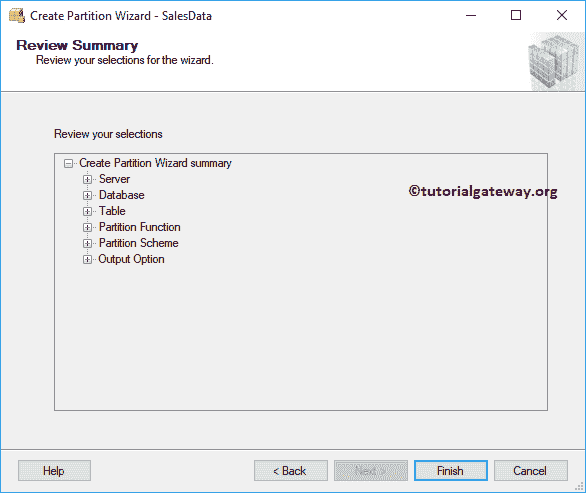 Create Partition Wizard - SalesData
Review Summary
Review your selections for the wizard.
Review your selections
Create Partition Wizard summary
Server
Database
©tutorialgateway.org
Table
Partition Function
Partition Scheme
Output Option
Help
< Back
Next >
Finish
Cancel